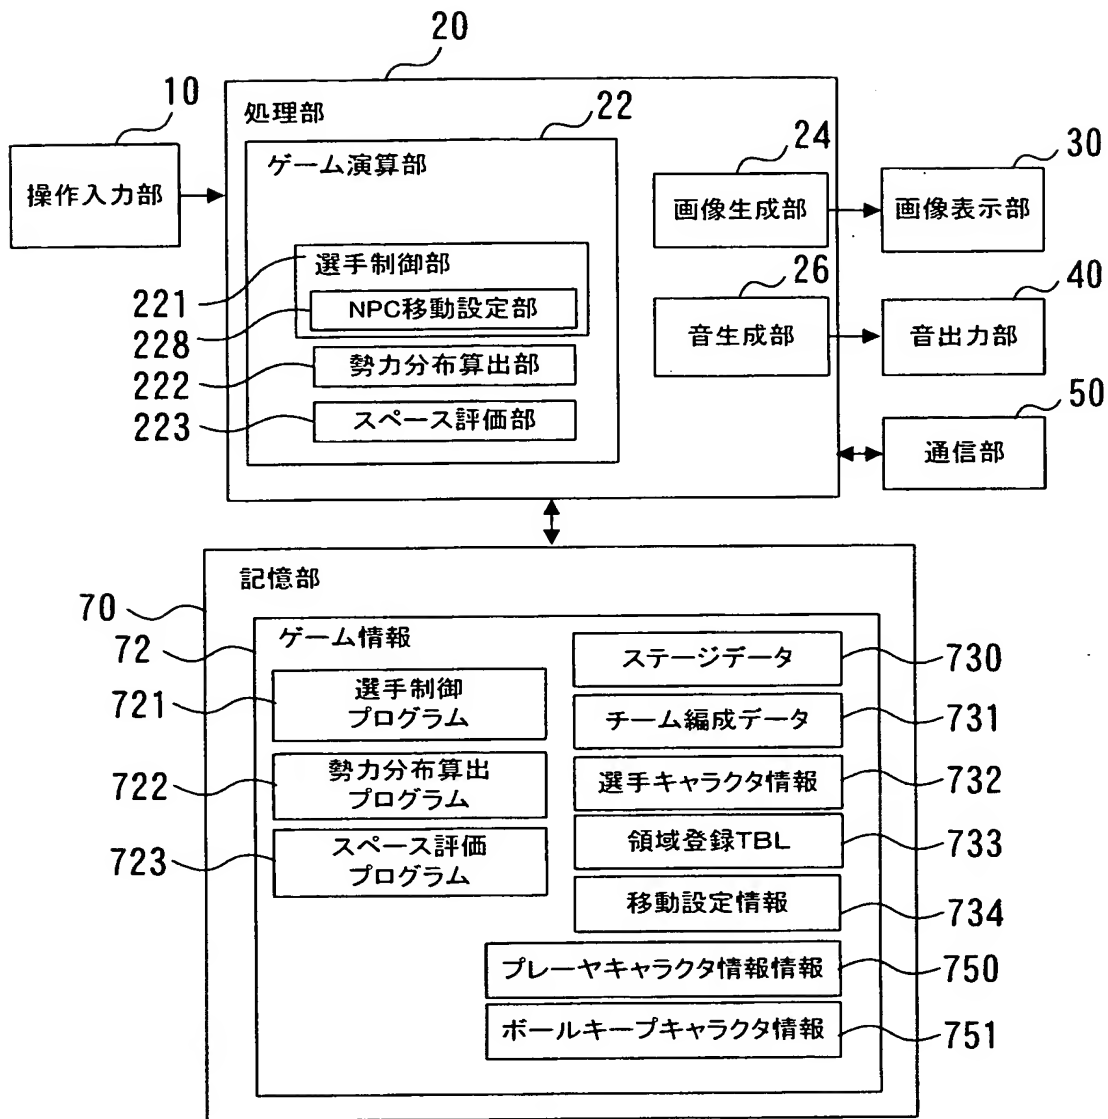 20
処理部
10
操作入力部
22
ゲーム演算部
221
選手制御部
228
NPC移動設定部
222
勢力分布算出部
223
スペース評価部
24
画像生成部
30
画像表示部
26
音生成部
40
音出力部
50
通信部
70
記憶部
72
ゲーム情報
721
選手制御
プログラム
722
勢力分布算出
プログラム
723
スペース評価
プログラム
ステージデータ
730
チーム編成データ
731
選手キャラクタ情報
732
領域登録TBL
733
移動設定情報
734
プレーヤキャラクタ情報情報
750
ボールキープキャラクタ情報
751